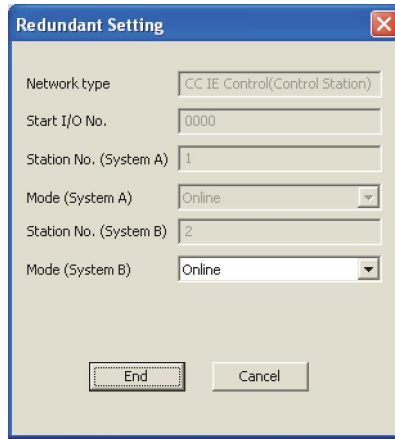 Redundant Setting
Network type CC IE Control(Control Station)
Start I/O No. 0000
Station No. (System A) 1
Mode (System A) Online
Station No. (System B) 2
Mode (System B) Online
End Cancel